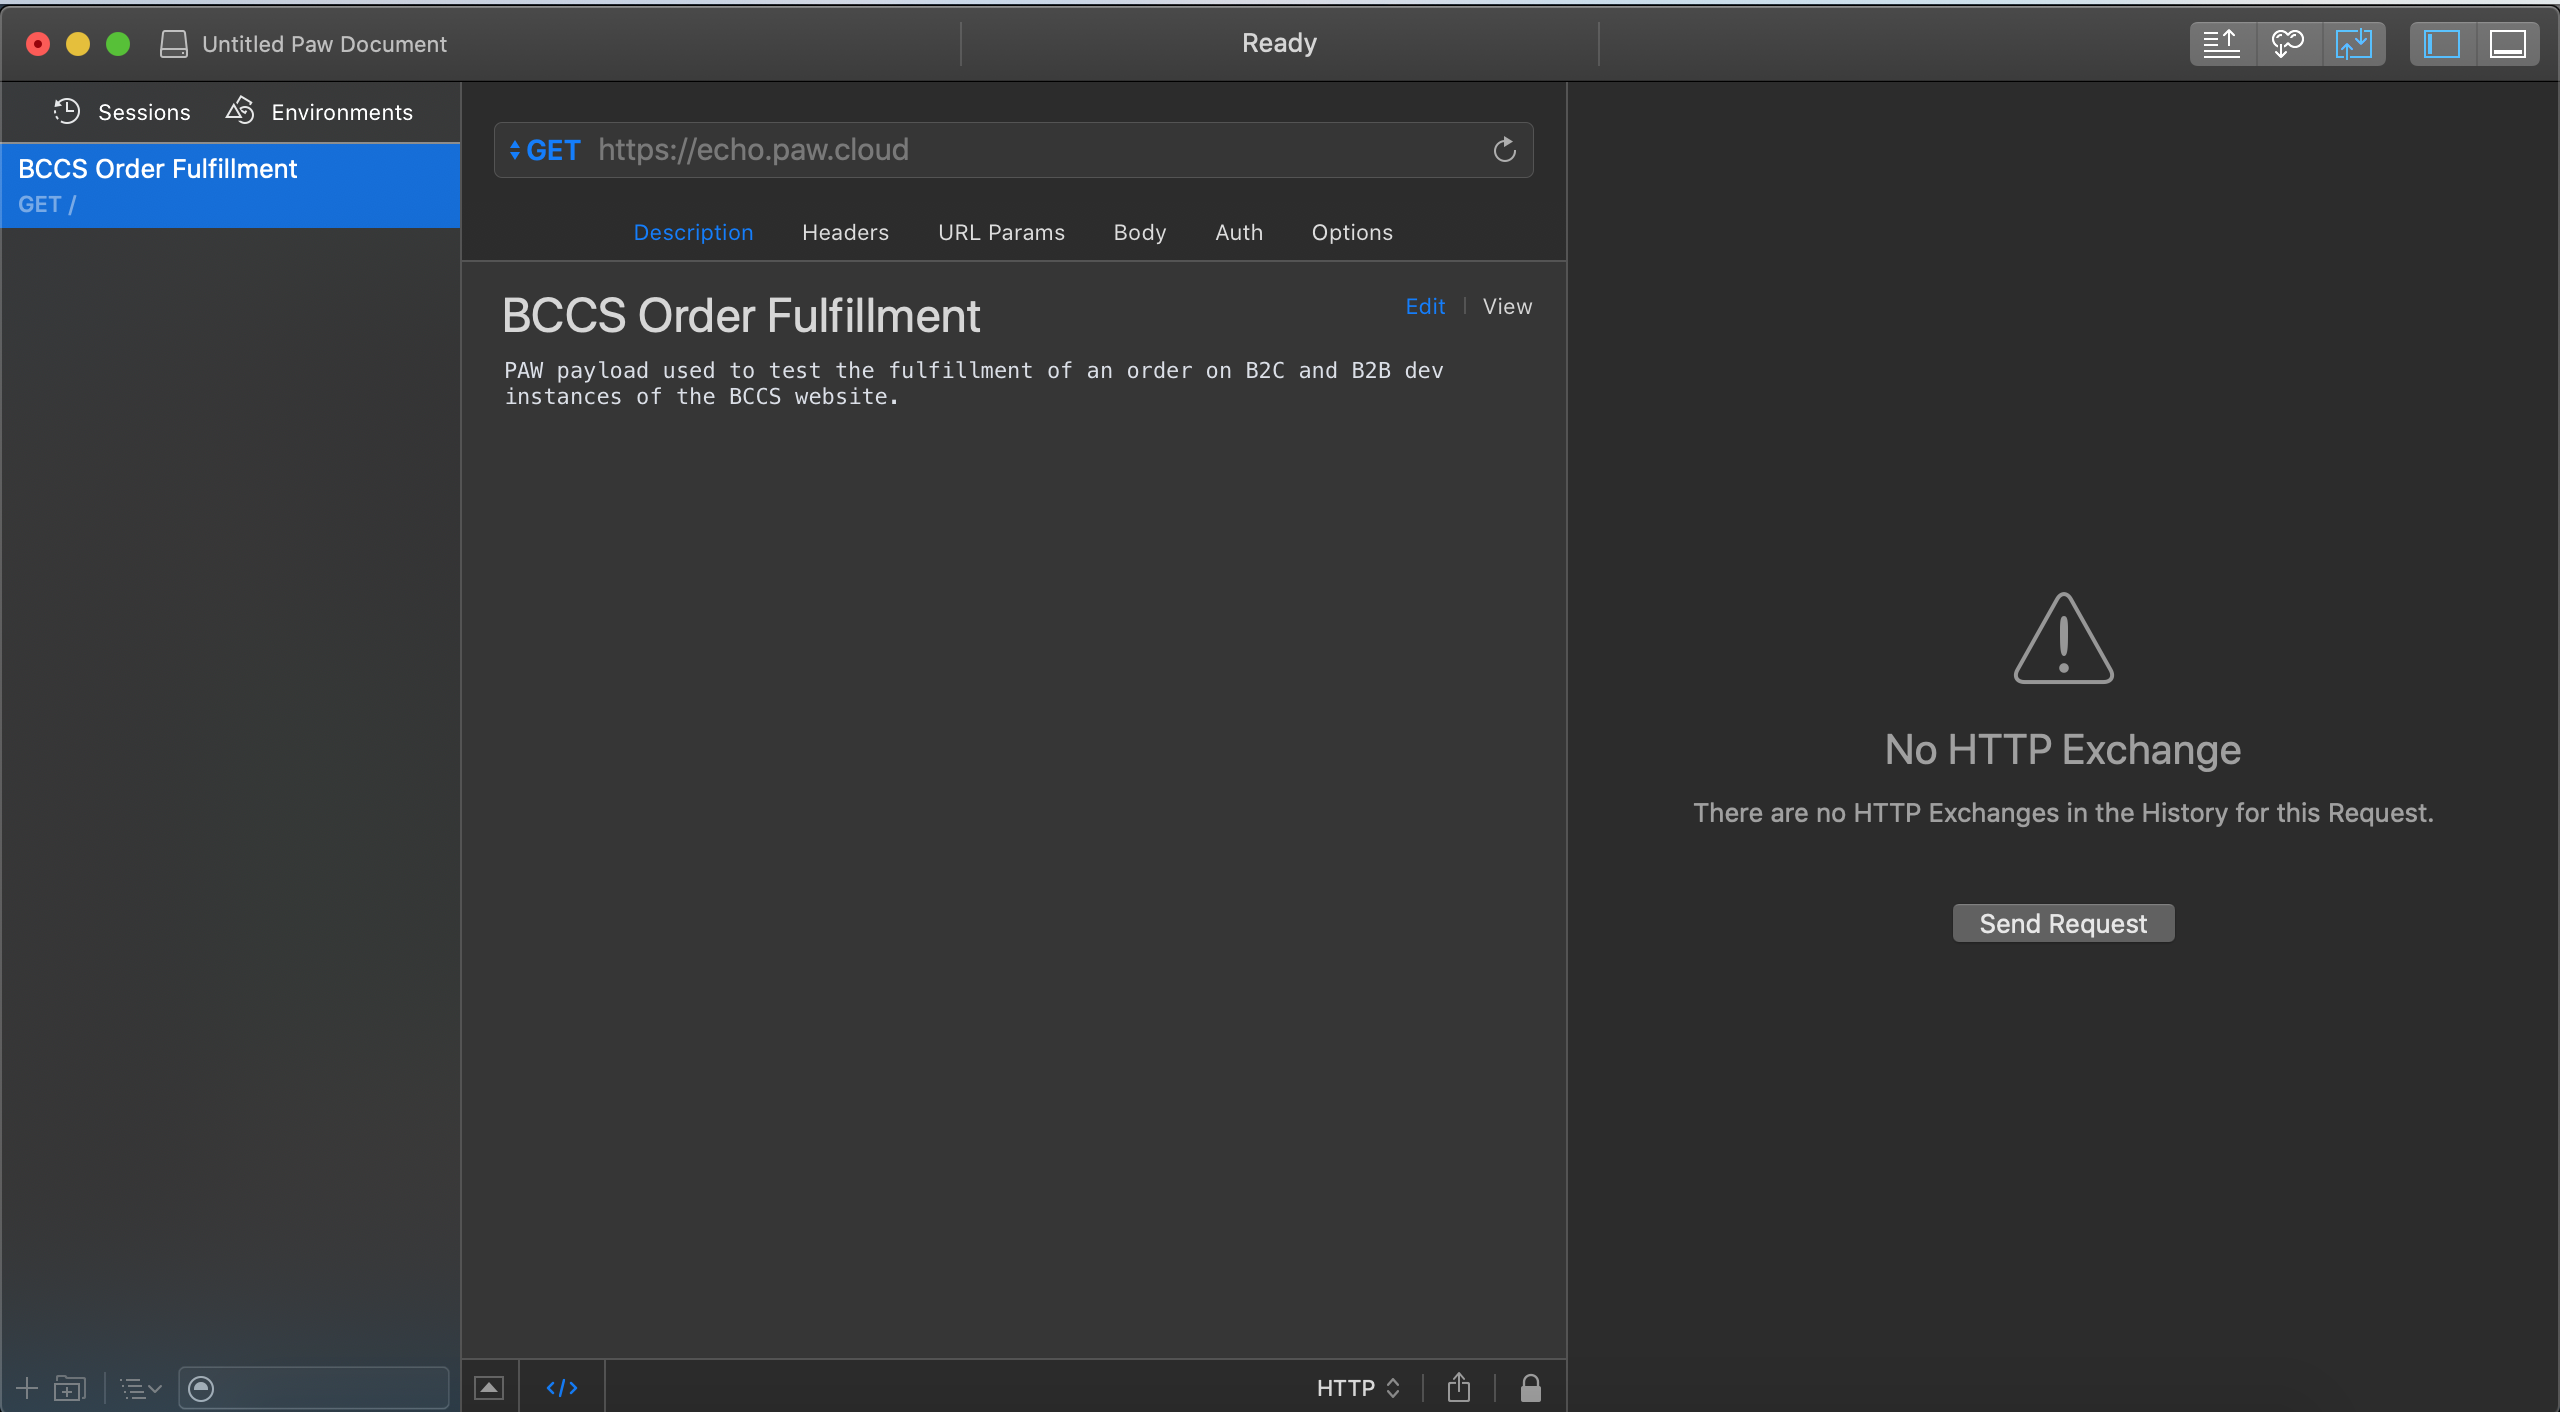 Untitled Paw Document
Ready
Sessions
Environments
BCCS Order Fulfillment
GET /
GET https://echo.paw.cloud
Description
Headers
URL Params
Body
Auth
Options
BCCS Order Fulfillment
Edit
View
PAW payload used to test the fulfillment of an order on B2C and B2B dev
instances of the BCCS website.
No HTTP Exchange
There are no HTTP Exchanges in the History for this Request.
Send Request
HTTP